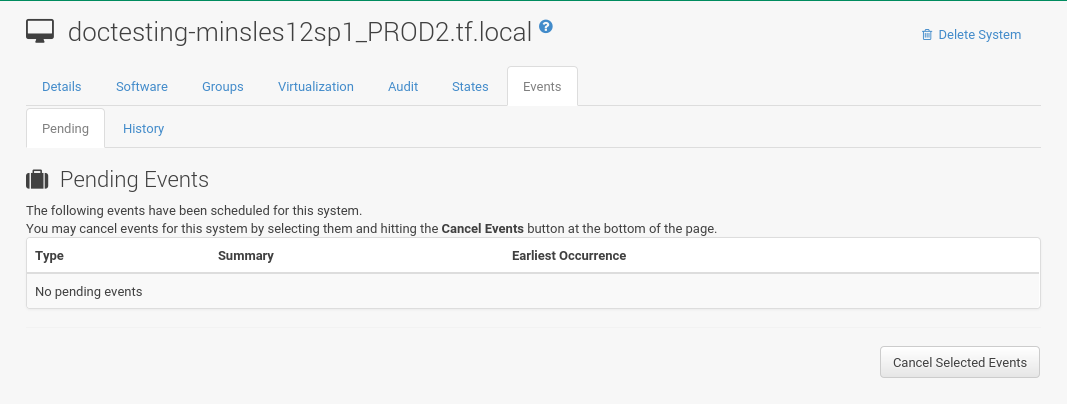 doctesting-minsles12sp1_PROD2.tf.local ?
Delete System
Details Software Groups Virtualization Audit States Events
Pending History
Pending Events
The following events have been scheduled for this system.
You may cancel events for this system by selecting them and hitting the Cancel Events button at the bottom of the page.
Type Summary Earliest Occurrence
No pending events
Cancel Selected Events